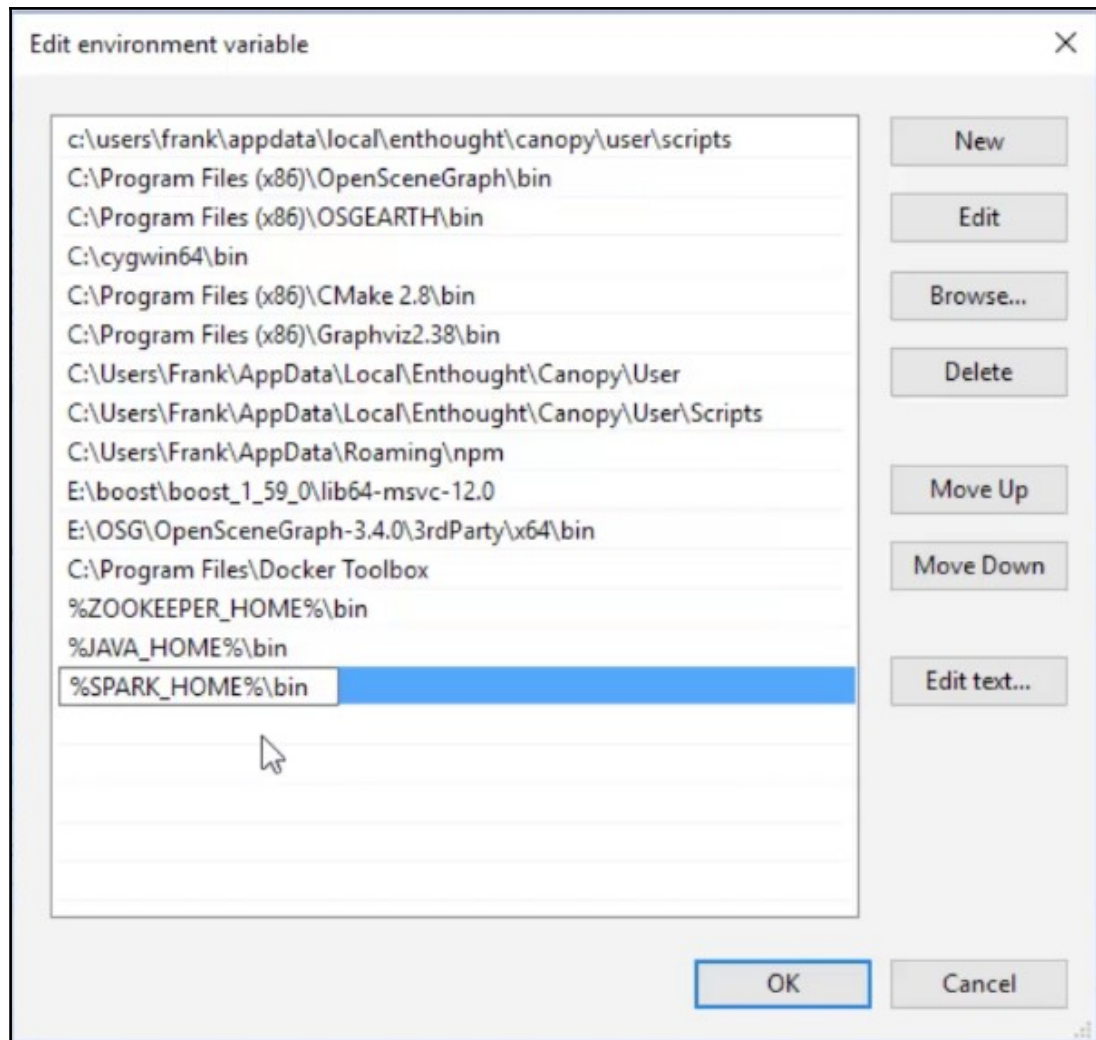 Edit environment variable
c:\users\frank\appdata\local\enthought\canopy\user\scripts
C:\Program Files (x86)\OpenSceneGraph\bin
C:\Program Files (x86)\OSGEARTH\bin
C:\cygwin64\bin
C:\Program Files (x86)\CMake 2.8\bin
C:\Program Files (x86)\Graphviz2.38\bin
C:\Users\Frank\AppData\Local\Enthought\Canopy\User
C:\Users\Frank\AppData\Local\Enthought\Canopy\User\Scripts
C:\Users\Frank\AppData\Roaming\npm
E:\boost\boost_1_59_0\lib64-msvc-12.0
E:\OSG\OpenSceneGraph-3.4.0\3rdParty\x64\bin
C:\Program Files\Docker Toolbox
%ZOOKEEPER_HOME%\bin
%JAVA_HOME%\bin
%SPARK_HOME%\bin
New
Edit
Browse...
Delete
Move Up
Move Down
Edit text...
OK
Cancel